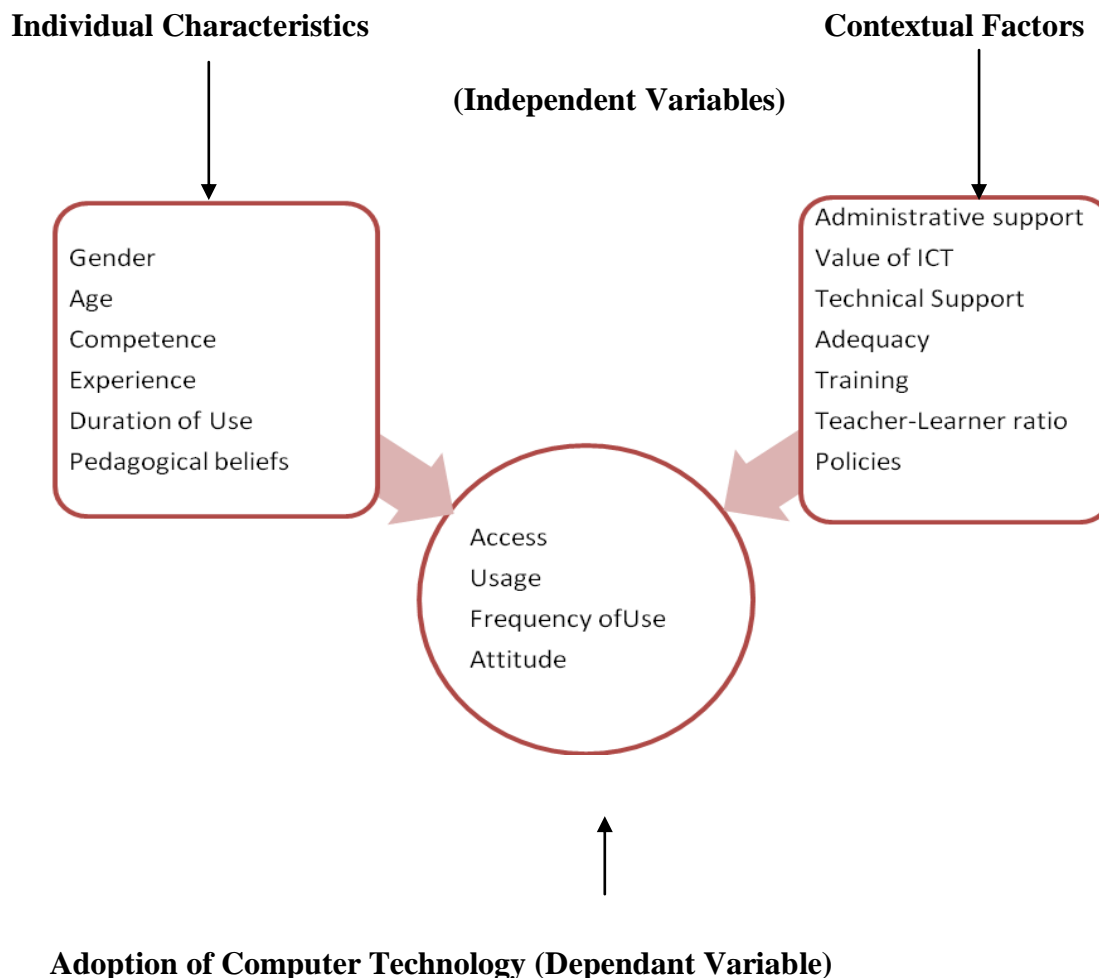 Individual Characteristics
Contextual Factors
(Independent Variables)
Gender
Age
Competence
Experience
Duration of Use
Pedagogical beliefs
Administrative support
Value of ICT
Technical Support
Adequacy
Training
Teacher-Learner ratio
Policies
Access
Usage
Frequency ofUse
Attitude
Adoption of Computer Technology (Dependant Variable)